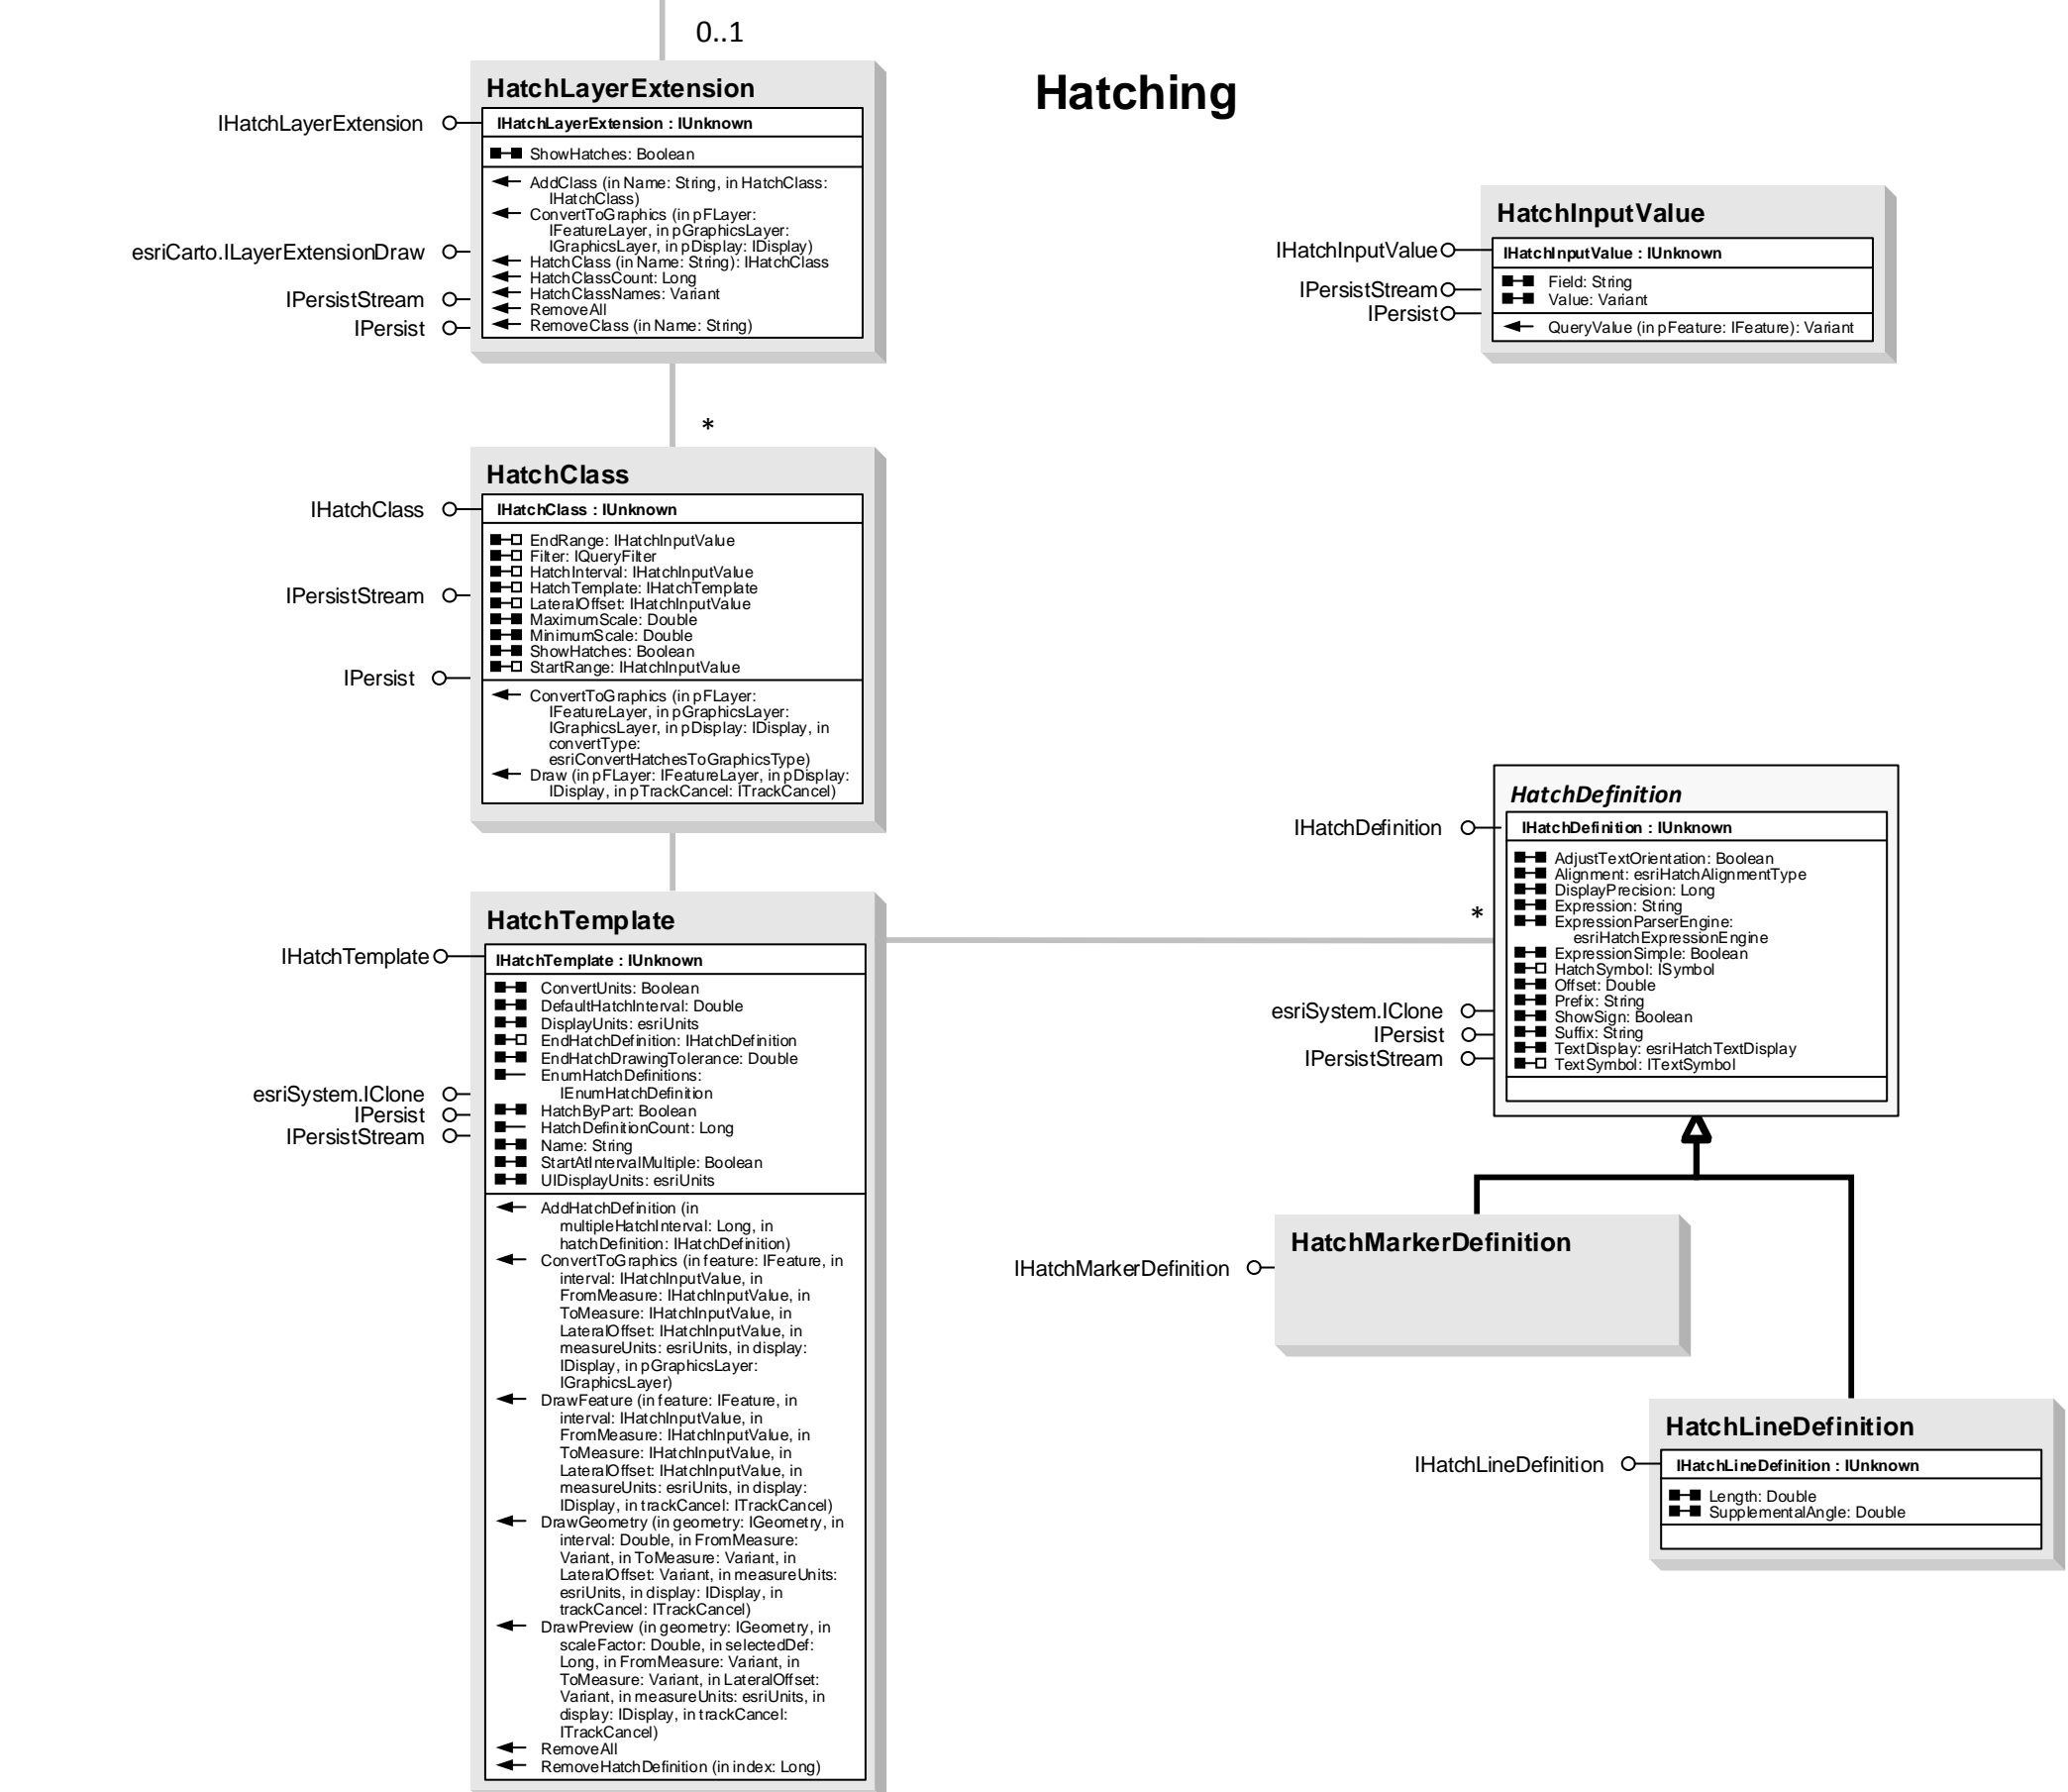 0..1
Hatching
HatchLayerExtension
IHatchLayerExtension
IHatchLayerExtension : IUnknown
ShowHatches: Boolean
AddClass (in Name: String, in HatchClass:
IHatchClass)
ConvertToGraphics (in pFLayer:
IFeatureLayer, in pGraphicsLayer:
IGraphicsLayer, in pDisplay: IDisplay)
HatchClass (in Name: String): IHatchClass
HatchClassCount: Long
HatchClassNames: Variant
RemoveAll
RemoveClass (in Name: String)
esriCarto.ILayerExtensionDraw
IPersistStream
IPersist
HatchInputValue
IHatchInputValue
IHatchInputValue : IUnknown
IPersistStream
IPersist
Field: String
Value: Variant
QueryValue (in pFeature: IFeature): Variant
*
HatchClass
IHatchClass
IHatchClass : IUnknown
IPersistStream
IPersist
EndRange: IHatchInputValue
Filter: IQueryFilter
HatchInterval: IHatchInputValue
HatchTemplate: IHatchTemplate
LateralOffset: IHatchInputValue
MaximumScale: Double
MinimumScale: Double
ShowHatches: Boolean
StartRange: IHatchInputValue
ConvertToGraphics (in pFLayer:
IFeatureLayer, in pGraphicsLayer:
IGraphicsLayer, in pDisplay: IDisplay, in
convertType:
esriConvertHatchesToGraphicsType)
Draw (in pFLayer: IFeatureLayer, in pDisplay:
IDisplay, in pTrackCancel: ITrackCancel)
HatchDefinition
IHatchDefinition
IHatchDefinition : IUnknown
AdjustTextOrientation: Boolean
Alignment: esriHatchAlignmentType
DisplayPrecision: Long
Expression: String
ExpressionParserEngine:
esriHatchExpressionEngine
ExpressionSimple: Boolean
HatchSymbol: ISymbol
Offset: Double
Prefix: String
ShowSign: Boolean
Suffix: String
TextDisplay: esriHatchTextDisplay
TextSymbol: ITextSymbol
*
esriSystem.IClone
IPersist
IPersistStream
HatchTemplate
IHatchTemplate
IHatchTemplate : IUnknown
esriSystem.IClone
IPersist
IPersistStream
ConvertUnits: Boolean
DefaultHatchInterval: Double
DisplayUnits: esriUnits
EndHatchDefinition: IHatchDefinition
EndHatchDrawingTolerance: Double
EnumHatchDefinitions:
IEnumHatchDefinition
HatchByPart: Boolean
HatchDefinitionCount: Long
Name: String
StartAtIntervalMultiple: Boolean
UIDisplayUnits: esriUnits
AddHatchDefinition (in
multipleHatchInterval: Long, in
hatchDefinition: IHatchDefinition)
ConvertToGraphics (in feature: IFeature, in
interval: IHatchInputValue, in
FromMeasure: IHatchInputValue, in
ToMeasure: IHatchInputValue, in
LateralOffset: IHatchInputValue, in
measureUnits: esriUnits, in display:
IDisplay, in pGraphicsLayer:
IGraphicsLayer)
DrawFeature (in feature: IFeature, in
interval: IHatchInputValue, in
FromMeasure: IHatchInputValue, in
ToMeasure: IHatchInputValue, in
LateralOffset: IHatchInputValue, in
measureUnits: esriUnits, in display:
IDisplay, in trackCancel: ITrackCancel)
DrawGeometry (in geometry: IGeometry, in
interval: Double, in FromMeasure:
Variant, in ToMeasure: Variant, in
LateralOffset: Variant, in measureUnits:
esriUnits, in display: IDisplay, in
trackCancel: ITrackCancel)
DrawPreview (in geometry: IGeometry, in
scaleFactor: Double, in selectedDef:
Long, in FromMeasure: Variant, in
ToMeasure: Variant, in LateralOffset:
Variant, in measureUnits: esriUnits, in
display: IDisplay, in trackCancel:
ITrackCancel)
RemoveAll
RemoveHatchDefinition (in index: Long)
HatchMarkerDefinition
IHatchMarkerDefinition
HatchLineDefinition
IHatchLineDefinition
IHatchLineDefinition : IUnknown
Length: Double
SupplementalAngle: Double